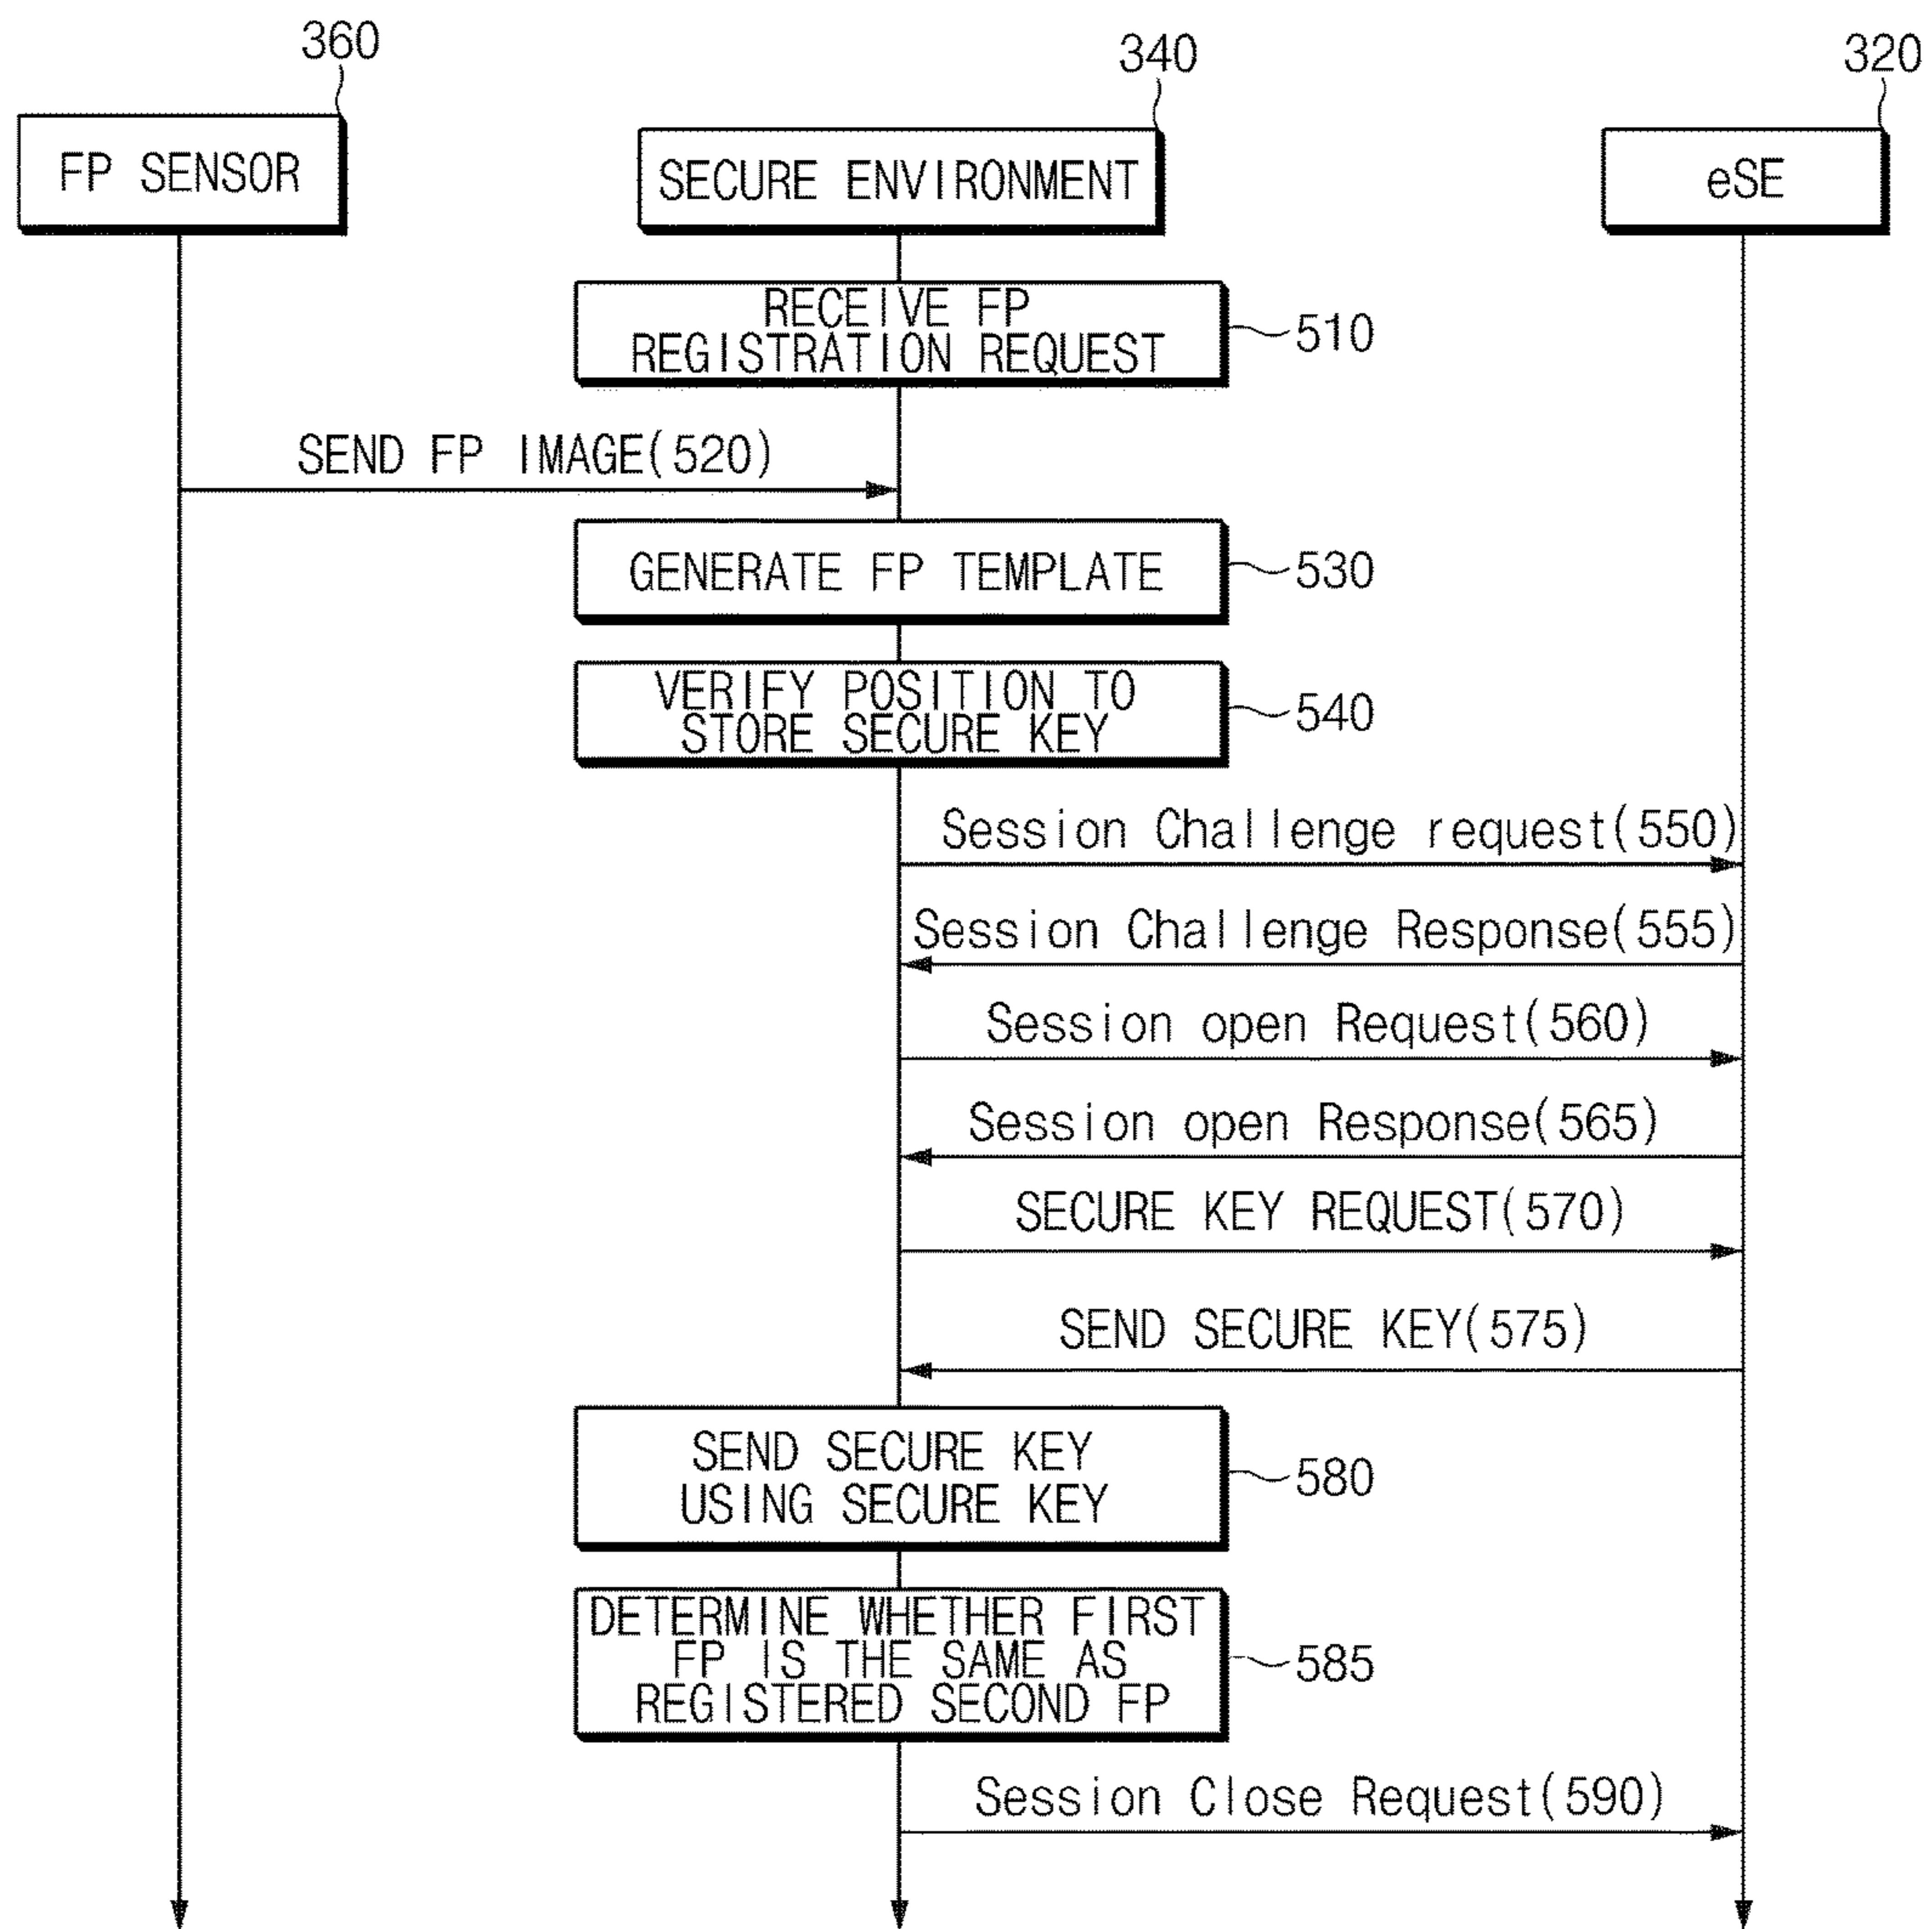 360
340
320
FP SENSOR
SECURE ENVIRONMENT
eSE
RECEIVE FP
REGISTRATION REQUEST
510
SEND FP IMAGE(520)
GENERATE FP TEMPLATE
530
VERIFY POSITION TO
STORE SECURE KEY
540
Session Challenge request(550)
Session Challenge Response(555)
Session open Request(560)
Session open Response(565)
SECURE KEY REQUEST(570)
SEND SECURE KEY(575)
SEND SECURE KEY
USING SECURE KEY
580
DETERMINE WHETHER FIRST
FP IS THE SAME AS
REGISTERED SECOND FP
585
Session Close Request(590)